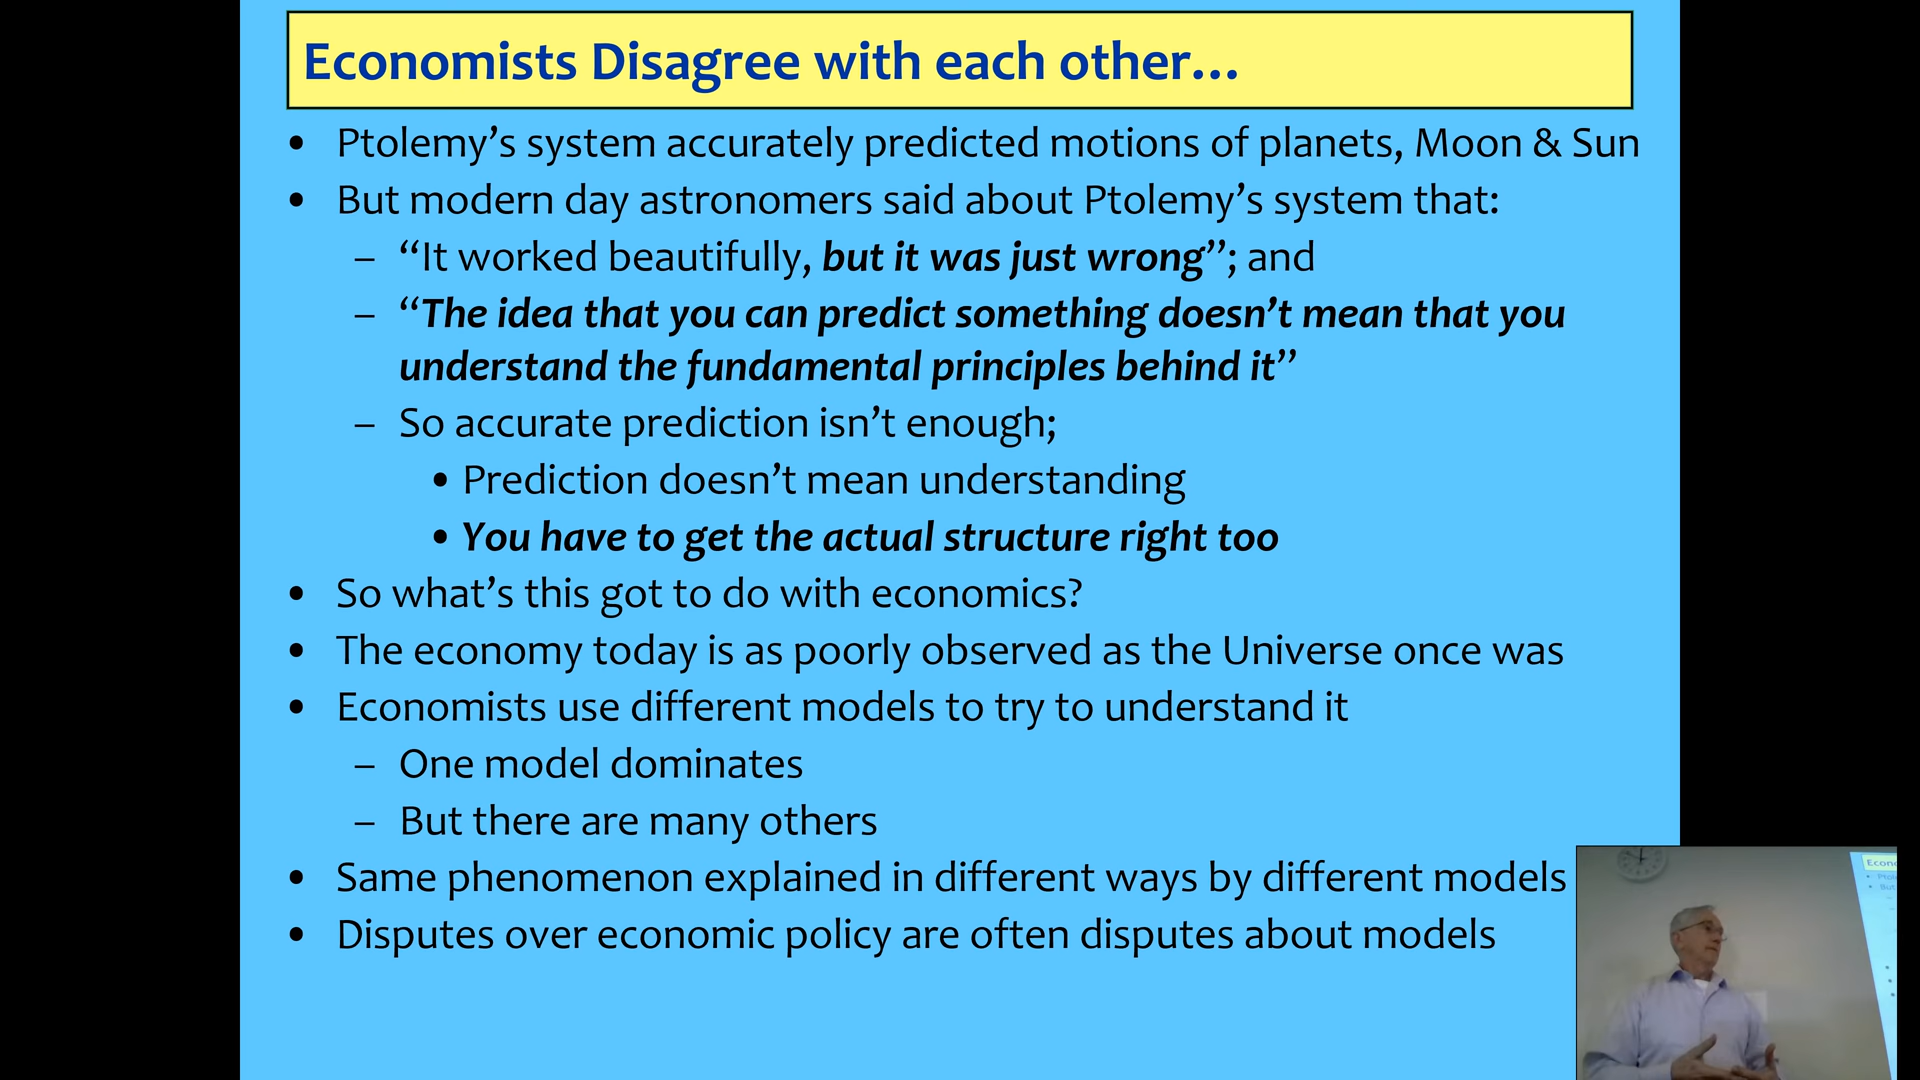 Economists Disagree with each other...
• Ptolemy’s system accurately predicted motions of planets, Moon & Sun
• But modern day astronomers said about Ptolemy’s system that:
– “It worked beautifully, but it was just wrong”; and
– “The idea that you can predict something doesn’t mean that you
understand the fundamental principles behind it”
– So accurate prediction isn’t enough;
• Prediction doesn’t mean understanding
• You have to get the actual structure right too
• So what’s this got to do with economics?
• The economy today is as poorly observed as the Universe once was
• Economists use different models to try to understand it
– One model dominates
– But there are many others
• Same phenomenon explained in different ways by different models
• Disputes over economic policy are often disputes about models
Econ